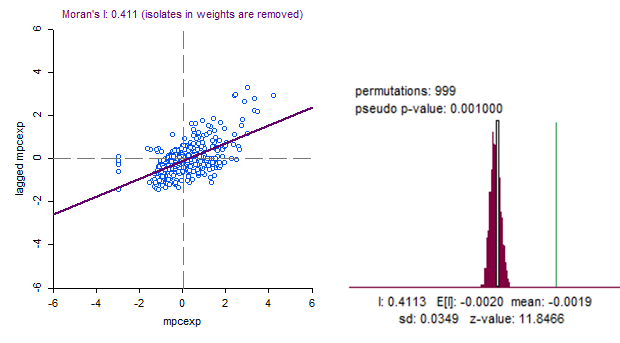 Moran's I: 0.411 (isolates in weights are removed)
6
4
2
0
-2
-4
-6
lagged mpcexp
-6
-4
-2
0
2
4
6
mpcexp
permutations: 999
pseudo p-value: 0.001000
I: 0.4113 E[I]: -0.0020 mean: -0.0019
sd: 0.0349 z-value: 11.8466